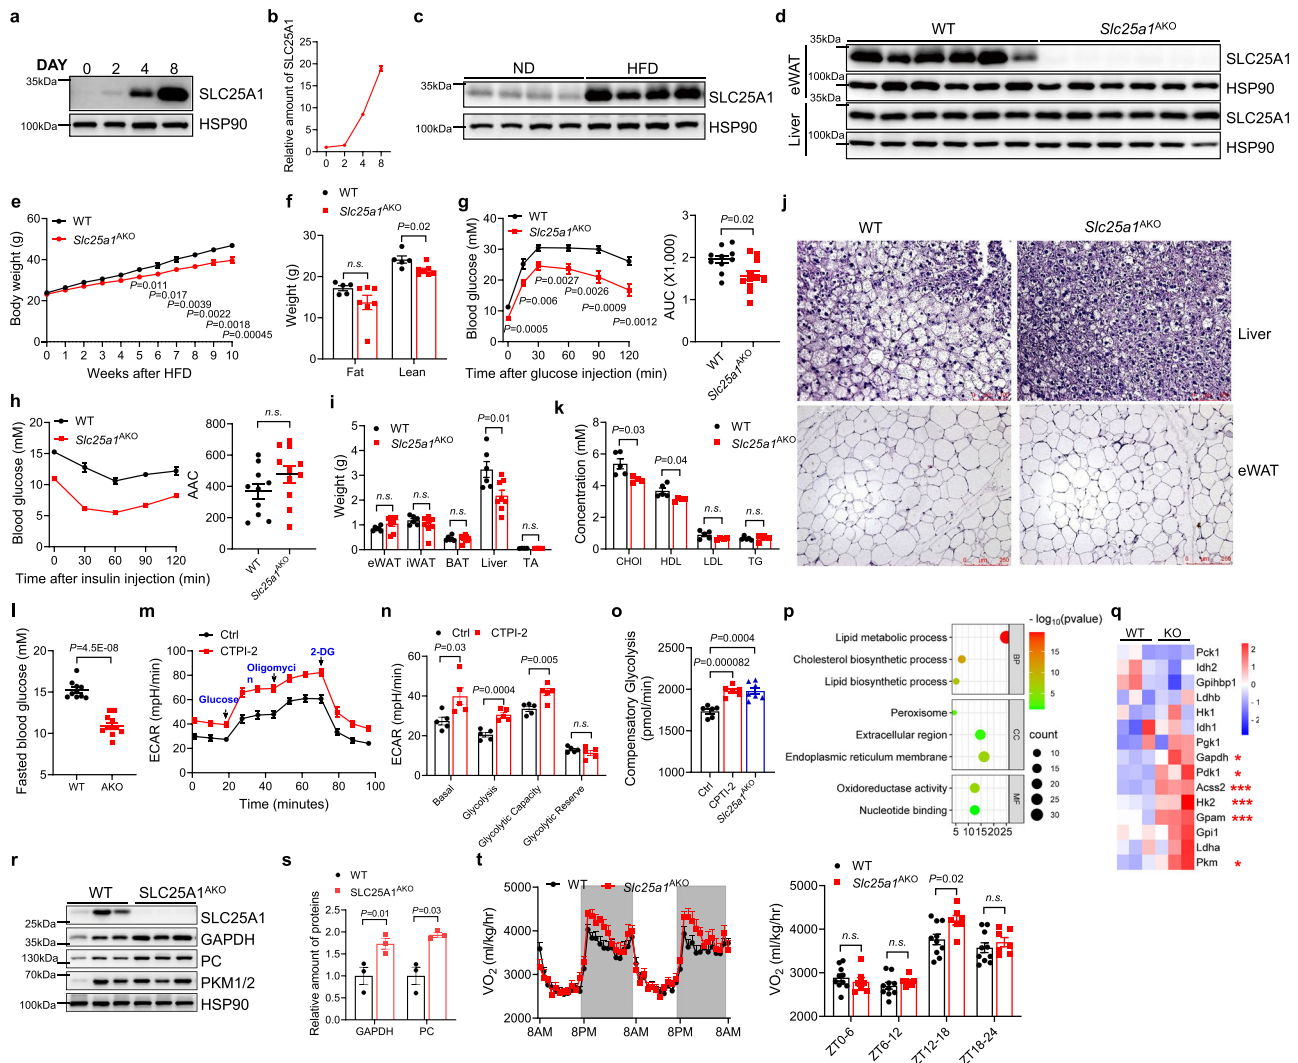 a
DAY 0 2 4 8
35kDa
SLC25A1
100kDa
HSP90
b
Relative amount of SLC25A1
20
15
10
5
0
0 2 4 8
c
ND HFD
35kDa
SLC25A1
100kDa
HSP90
d
WT Slc25a1AKO
35kDa
SLC25A1
eWAT
100kDa
HSP90
35kDa
SLC25A1
Liver
100kDa
HSP90
e
WT
Slc25a1AKO
Body weight (g)
60
40
20
0
P=0.011
P=0.017
P=0.0039
P=0.0022
P=0.0018
P=0.00045
0 1 2 3 4 5 6 7 8 9 10
Weeks after HFD
f
WT
Slc25a1AKO
Weight (g)
30
20
10
0
n.s.
P=0.02
Fat Lean
g
WT
Slc25a1AKO
Blood glucose (mM)
40
30
20
10
0
P=0.0005
P=0.006
P=0.0027
P=0.0026
P=0.0009
P=0.0012
0 30 60 90 120
Time after glucose injection (min)
AUC (X1,000)
3
2
1
0
P=0.02
WT
Slc25a1AKO
h
WT
Slc25a1AKO
Blood glucose (mM)
20
15
10
5
0
0 30 60 90 120
Time after insulin injection (min)
AAC
800
600
400
200
0
n.s.
WT
Slc25a1AKO
i
WT
Slc25a1AKO
Weight (g)
5
4
3
2
1
0
n.s.
n.s.
n.s.
P=0.01
n.s.
eWAT iWAT BAT Liver TA
j
WT Slc25a1AKO
Liver
eWAT
k
WT
Slc25a1AKO
Concentration (mM)
8
6
4
2
0
P=0.03
P=0.04
n.s.
n.s.
CHOl HDL LDL TG
l
Fasted blood glucose (mM)
20
15
10
5
P=4.5E-08
WT AKO
m
Ctrl
CTPI-2
ECAR (mpH/min)
100
80
60
40
20
0
Glucose
Oligomyci
n
2-DG
0 20 40 60 80 100
Time (minutes)
n
Ctrl CTPI-2
ECAR (mpH/min)
80
60
40
20
0
P=0.03
P=0.0004
P=0.005
n.s.
Basal
Glycolysis
Glycolytic Capacity
Glycolytic Reserve
o
Compensatory Glycolysis
(pmol/min)
2500
2000
1500
1000
P=0.0004
P=0.000082
Ctrl
CPTI-2
Slc25a1AKO
p
Lipid metabolic process
Cholesterol biosynthetic process
Lipid biosynthetic process
BP
Peroxisome
Extracellular region
Endoplasmic reticulum membrane
CC
Oxidoreductase activity
Nucleotide binding
MF
5 10 15 20 25
- log10(pvalue)
15
10
5
count
10
15
20
25
30
q
WT KO
Pck1
Idh2
Gpihbp1
Ldhb
Hk1
Idh1
Pgk1
Gapdh *
Pdk1 *
Acss2 ***
Hk2 ***
Gpam ***
Gpi1
Ldha
Pkm *
2
1
0
-1
-2
r
WT SLC25A1AKO
SLC25A1
25kDa
GAPDH
35kDa
PC
130kDa
70kDa
PKM1/2
100kDa
HSP90
s
WT
SLC25A1AKO
Relative amount of proteins
2.5
2.0
1.5
1.0
0.5
0
P=0.01
P=0.03
GAPDH PC
t
WT Slc25a1AKO
VO2 (ml/kg/hr)
5000
4000
3000
2000
8AM 8PM 8AM 8PM 8AM
WT
Slc25a1AKO
VO2 (ml/kg/hr)
5000
4000
3000
2000
n.s.
n.s.
P=0.02
n.s.
ZT0-6
ZT6-12
ZT12-18
ZT18-24